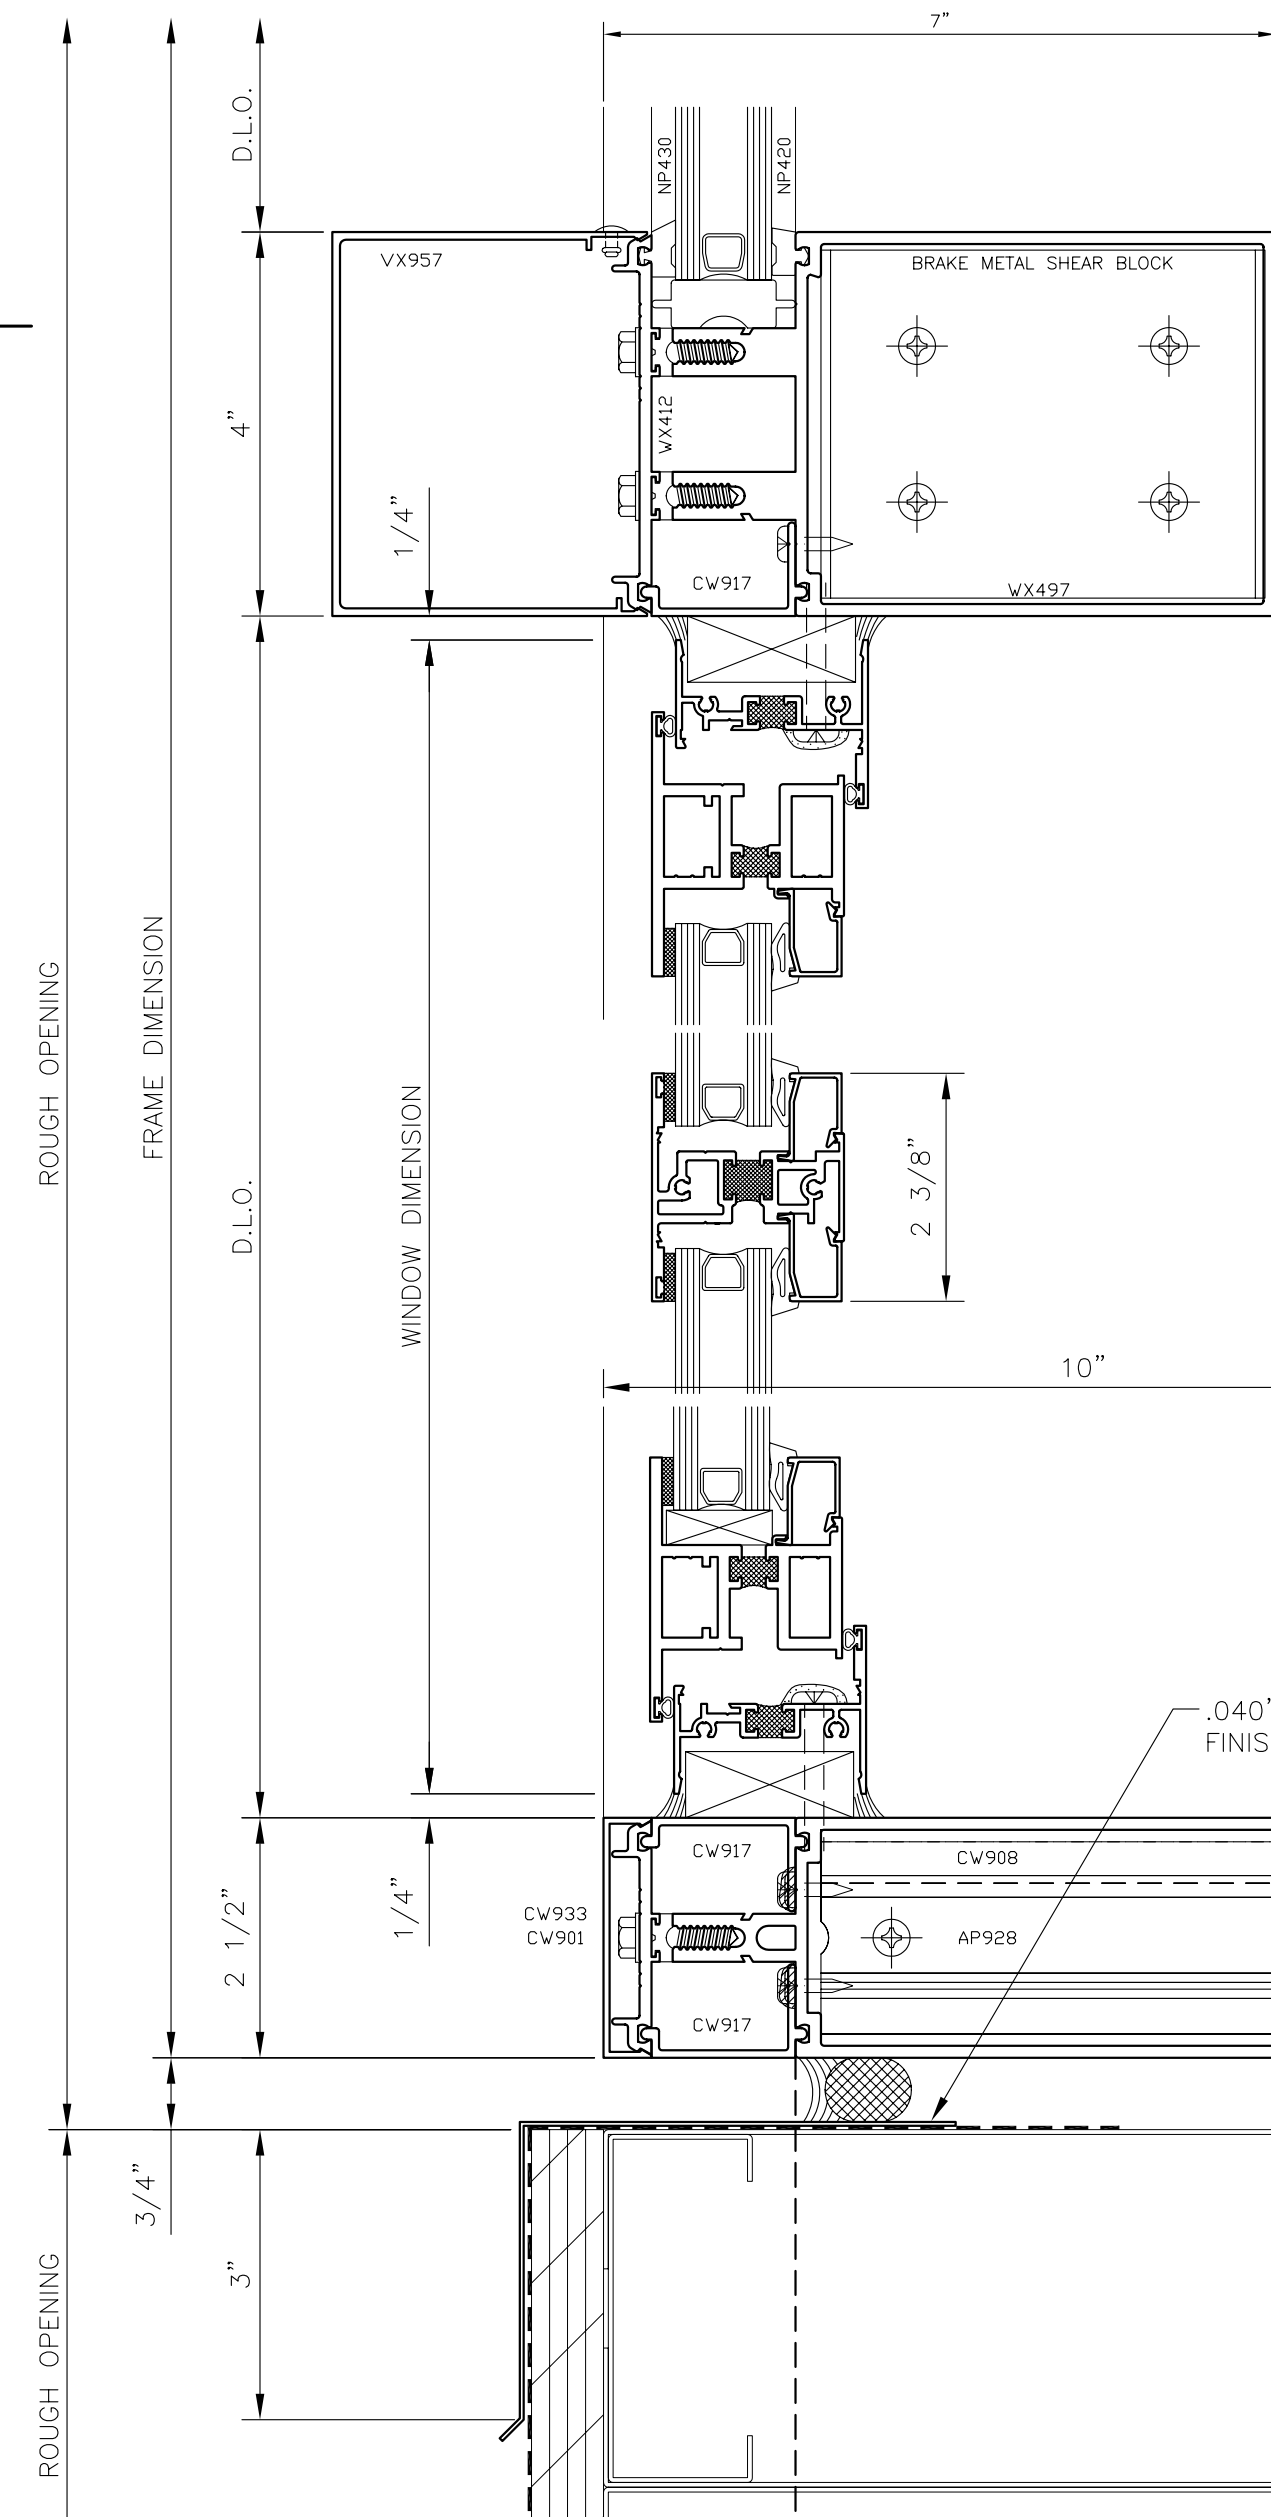 7"
D.L.O.
NP430
NP420
VX957
BRAKE METAL SHEAR BLOCK
4"
WX412
1/4"
CW917
WX497
ROUGH OPENING
FRAME DIMENSION
D.L.O.
WINDOW DIMENSION
2 3/8"
10"
.040"
FINIS
CW917
CW908
2 1/2"
1/4"
CW933
CW901
AP928
CW917
3/4"
3"
ROUGH OPENING